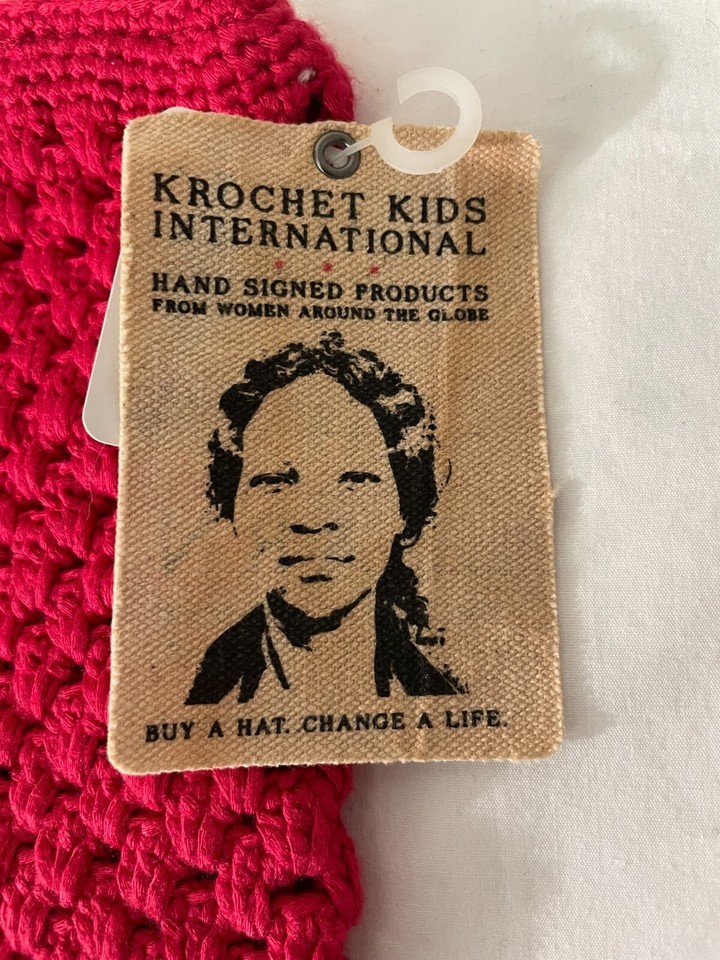 KROCHET KIDS
INTERNATIONAL
HAND SIGNED PRODUCTS
FROM WOMEN AROUND THE GLOBE
BUY A HAT. CHANGE A LIFE.